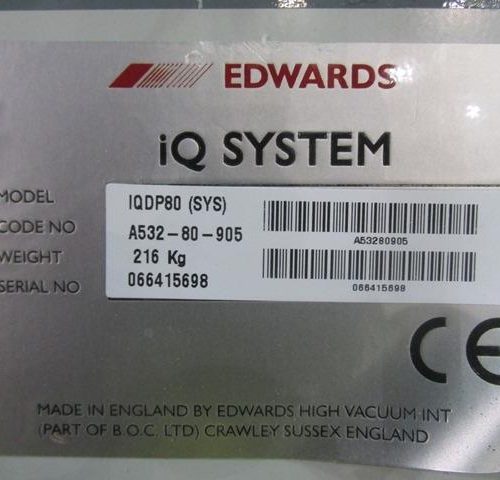 EDWARDS
iQ SYSTEM
MODEL IQDP80 (SYS)
CODE NO A532-80-905 A53280905
WEIGHT 216 Kg
SERIAL NO 066415698 066415698
CE
MADE IN ENGLAND BY EDWARDS HIGH VACUUM INT
(PART OF B.O.C. LTD) CRAWLEY SUSSEX ENGLAND